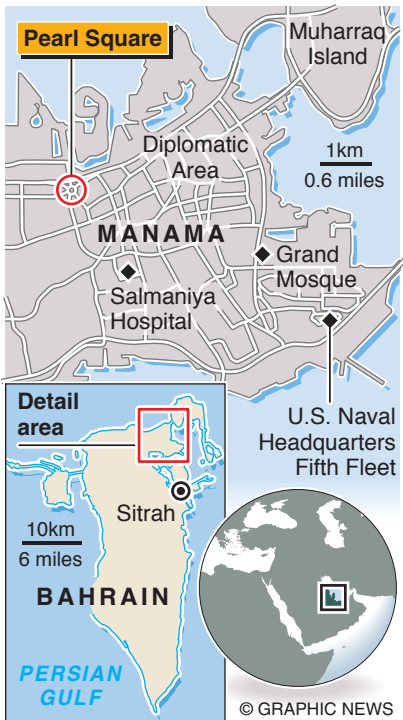 Pearl Square
Muharraq
Island
Diplomatic
Area
1km
0.6 miles
MANAMA
Grand
Mosque
Salmaniya
Hospital
U.S. Naval
Headquarters
Fifth Fleet
Detail
area
Sitrah
10km
6 miles
BAHRAIN
PERSIAN
GULF
© GRAPHIC NEWS